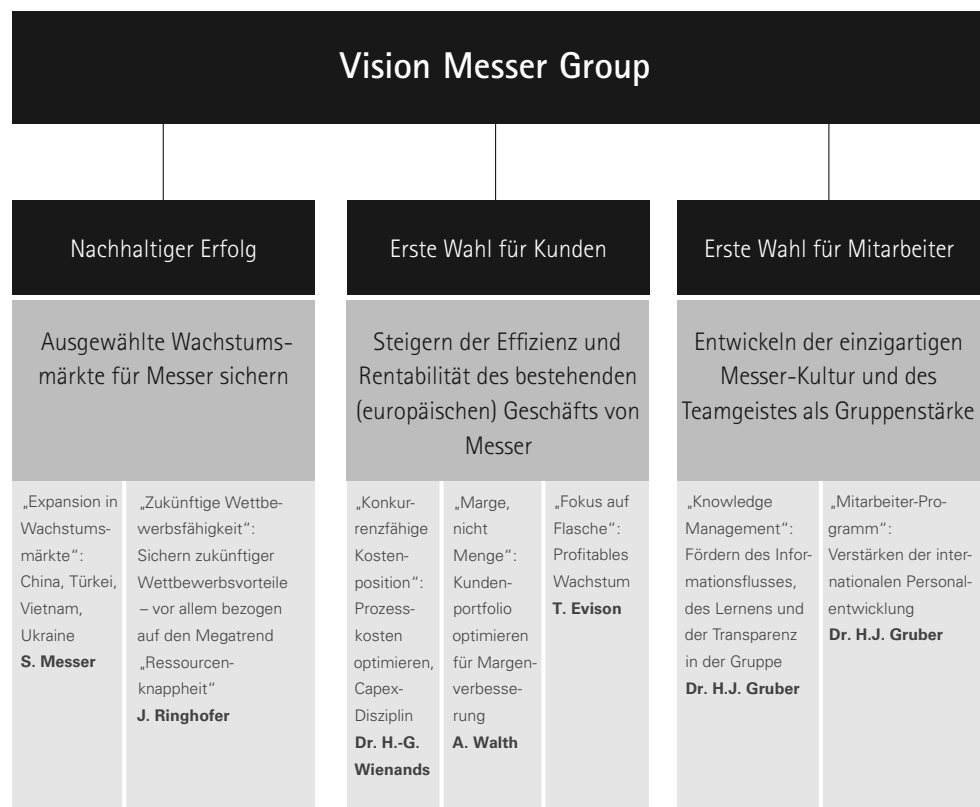 Vision Messer Group
Nachhaltiger Erfolg
Ausgewählte Wachstums-
märkte für Messer sichern
„Expansion in
Wachstums-
märkte“:
China, Türkei,
Vietnam,
Ukraine
S. Messer
„Zukünftige Wettbe-
werbsfähigkeit“:
Sichern zukünftiger
Wettbewerbsvorteile
– vor allem bezogen
auf den Megatrend
„Ressourcen-
knappheit“
J. Ringhofer
Erste Wahl für Kunden
Steigern der Effizienz und
Rentabilität des bestehenden
(europäischen) Geschäfts von
Messer
„Konkur-
renzfähige
Kosten-
position“:
Prozess-
kosten
optimieren,
Capex-
Disziplin
Dr. H.-G.
Wienands
„Marge,
nicht
Menge“:
Kunden-
portfolio
optimieren
für Margen-
verbesse-
rung
A. Walth
„Fokus auf
Flasche“:
Profitables
Wachstum
T. Evison
Erste Wahl für Mitarbeiter
Entwickeln der einzigartigen
Messer-Kultur und des
Teamgeistes als Gruppenstärke
„Knowledge
Management“:
Fördern des Infor-
mationsflusses,
des Lernens und
der Transparenz
in der Gruppe
Dr. H.J. Gruber
„Mitarbeiter-Pro-
gramm“:
Verstärken der inter-
nationalen Personal-
entwicklung
Dr. H.J. Gruber